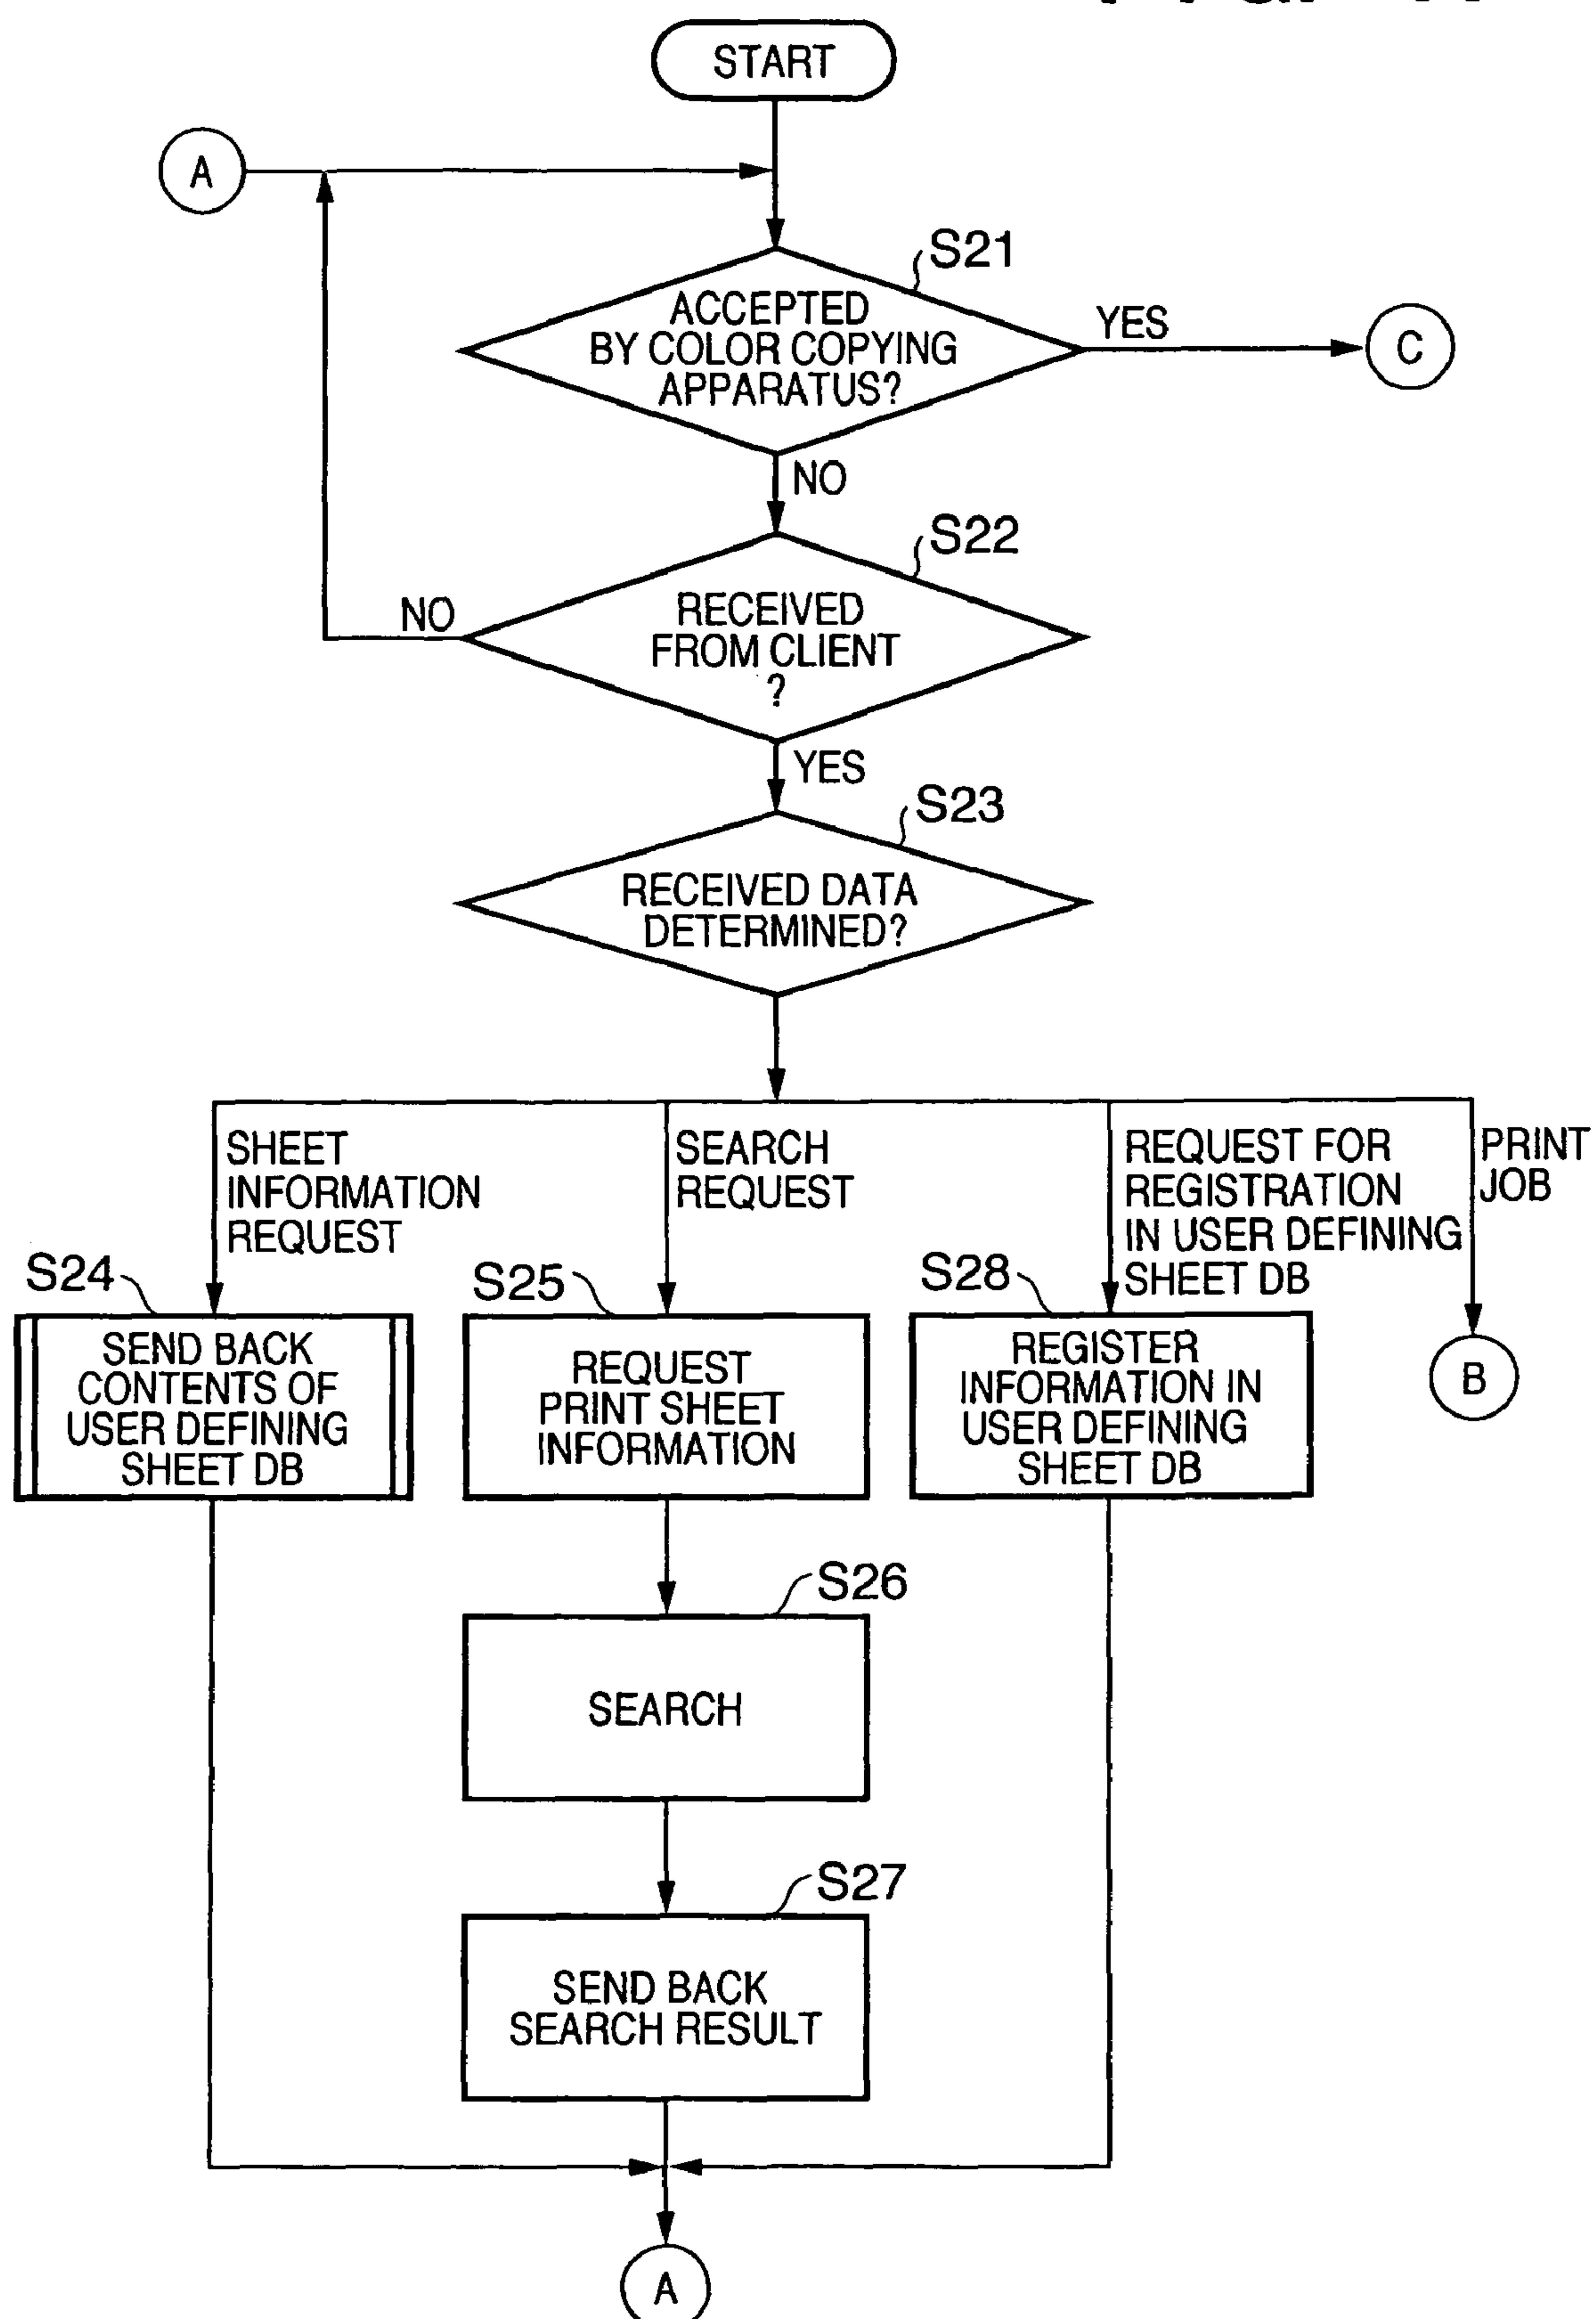 START
A
S21
ACCEPTED
BY COLOR COPYING
APPARATUS?
YES
C
NO
S22
NO
RECEIVED
FROM CLIENT
?
YES
S23
RECEIVED DATA
DETERMINED?
SHEET
INFORMATION
REQUEST
SEARCH
REQUEST
REQUEST FOR
REGISTRATION
IN USER DEFINING
SHEET DB
PRINT
JOB
S24
SEND BACK
CONTENTS OF
USER DEFINING
SHEET DB
S25
REQUEST
PRINT SHEET
INFORMATION
S28
REGISTER
INFORMATION IN
USER DEFINING
SHEET DB
B
S26
SEARCH
S27
SEND BACK
SEARCH RESULT
A